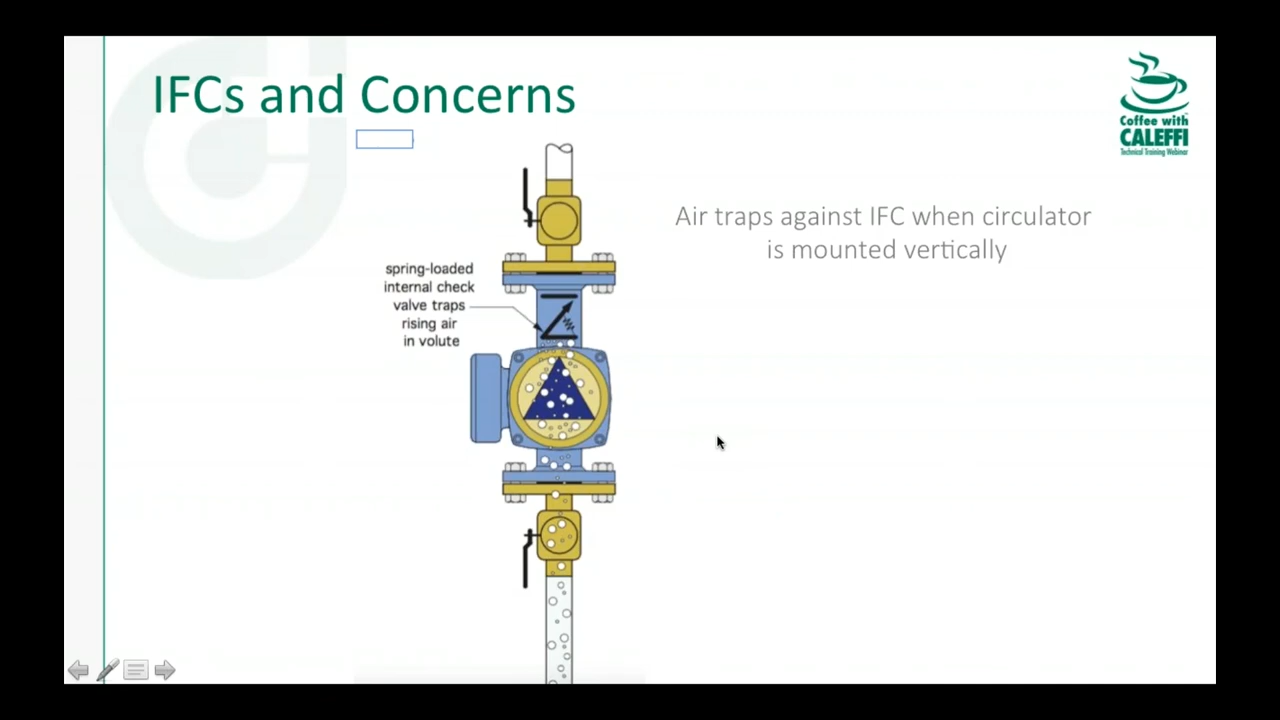 IFCs and Concerns
Coffee with
CALEFFI
Technical Training Webinar
Air traps against IFC when circulator
is mounted vertically
spring-loaded
internal check
valve traps
rising air
in volute